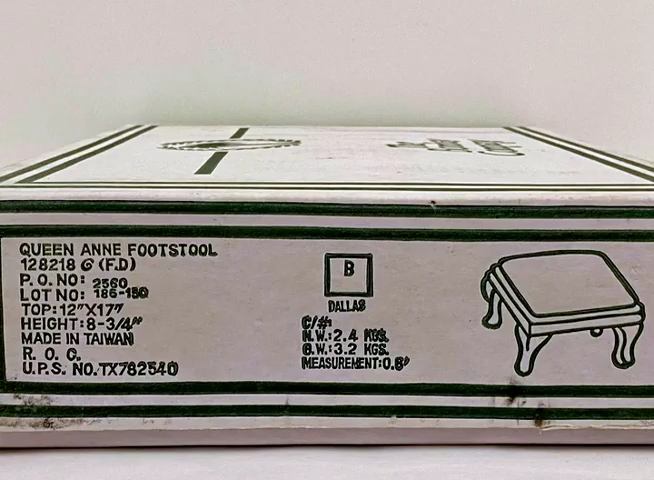 QUEEN ANNE FOOTSTOOL
128218 G (F.D)
P.O. NO: 2560
LOT NO: 185-150
TOP: 12"X17"
HEIGHT: 8-3/4"
MADE IN TAIWAN
R. O. C.
U.P.S. NO. TX782540
B
DALLAS
C/#:
N.W.: 2.4 KGS.
G.W.: 3.2 KGS.
MEASUREMENT: 0.6'